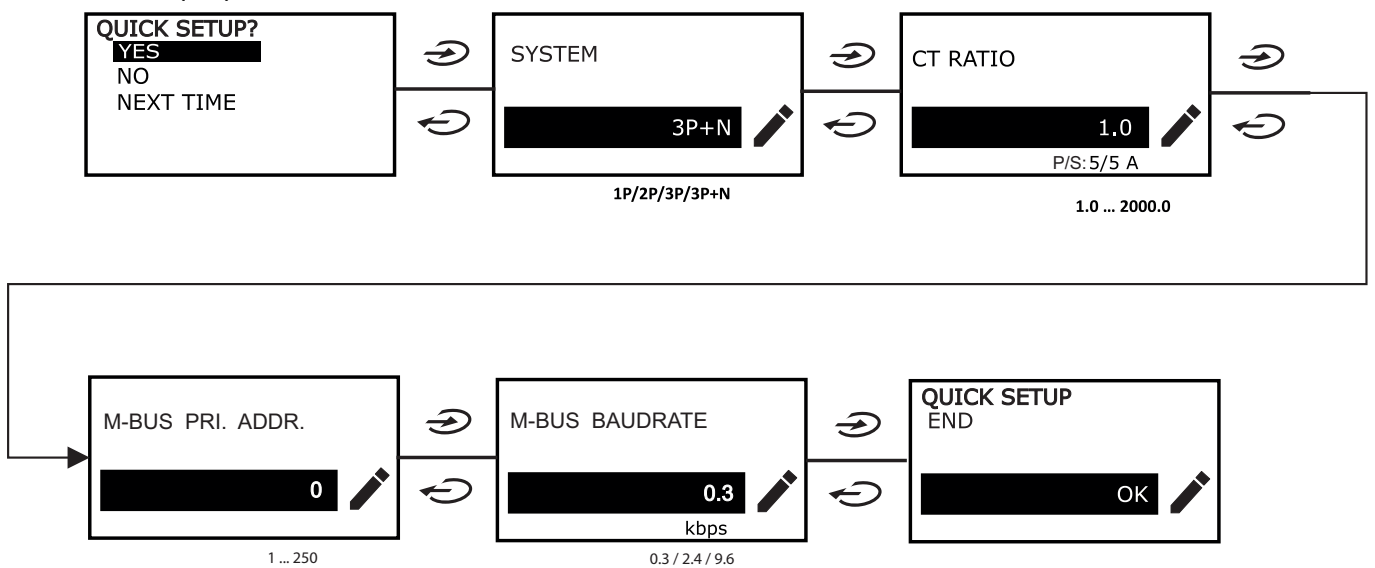 QUICK SETUP?
YES
NO
NEXT TIME
SYSTEM
3P+N
1P/2P/3P/3P+N
CT RATIO
1.0
P/S: 5/5 A
1.0 ... 2000.0
M-BUS PRI. ADDR.
0
1 ... 250
M-BUS BAUDRATE
0.3
kbps
0.3 / 2.4 / 9.6
QUICK SETUP
END
OK